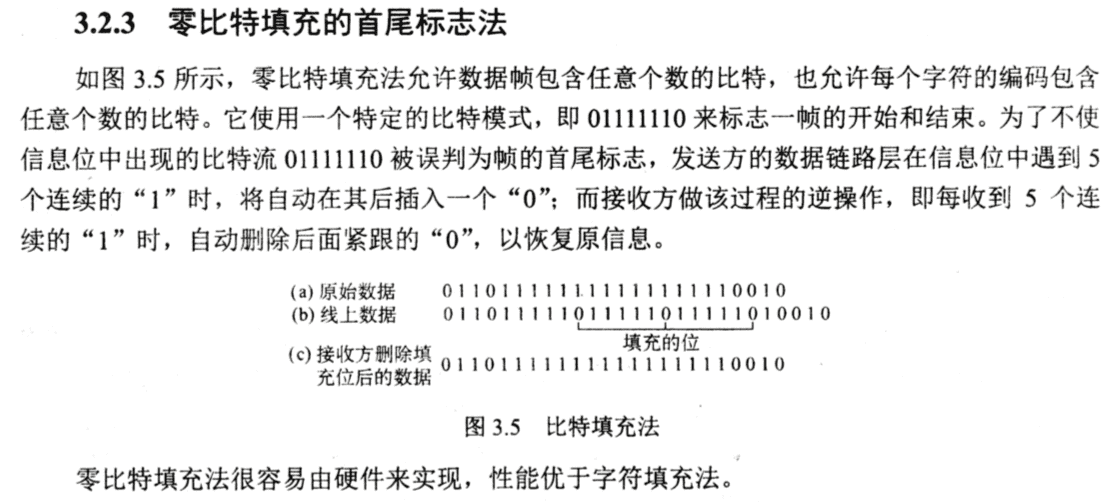 3.2.3 零比特填充的首尾标志法
如图 3.5 所示，零比特填充法允许数据帧包含任意个数的比特，也允许每个字符的编码包含
任意个数的比特。它使用一个特定的比特模式，即 01111110 来标志一帧的开始和结束。为了不使
信息位中出现的比特流 01111110 被误判为帧的首尾标志，发送方的数据链路层在信息位中遇到 5
个连续的“1”时，将自动在其后插入一个“0”；而接收方做该过程的逆操作，即每收到 5 个连
续的“1”时，自动删除后面紧跟的“0”，以恢复原信息。
(a) 原始数据 011011111111111111110010
(b) 线上数据 011011111011111011111010010
填充的位
(c) 接收方删除填
充位后的数据 011011111111111111110010
图 3.5 比特填充法
零比特填充法很容易由硬件来实现，性能优于字符填充法。